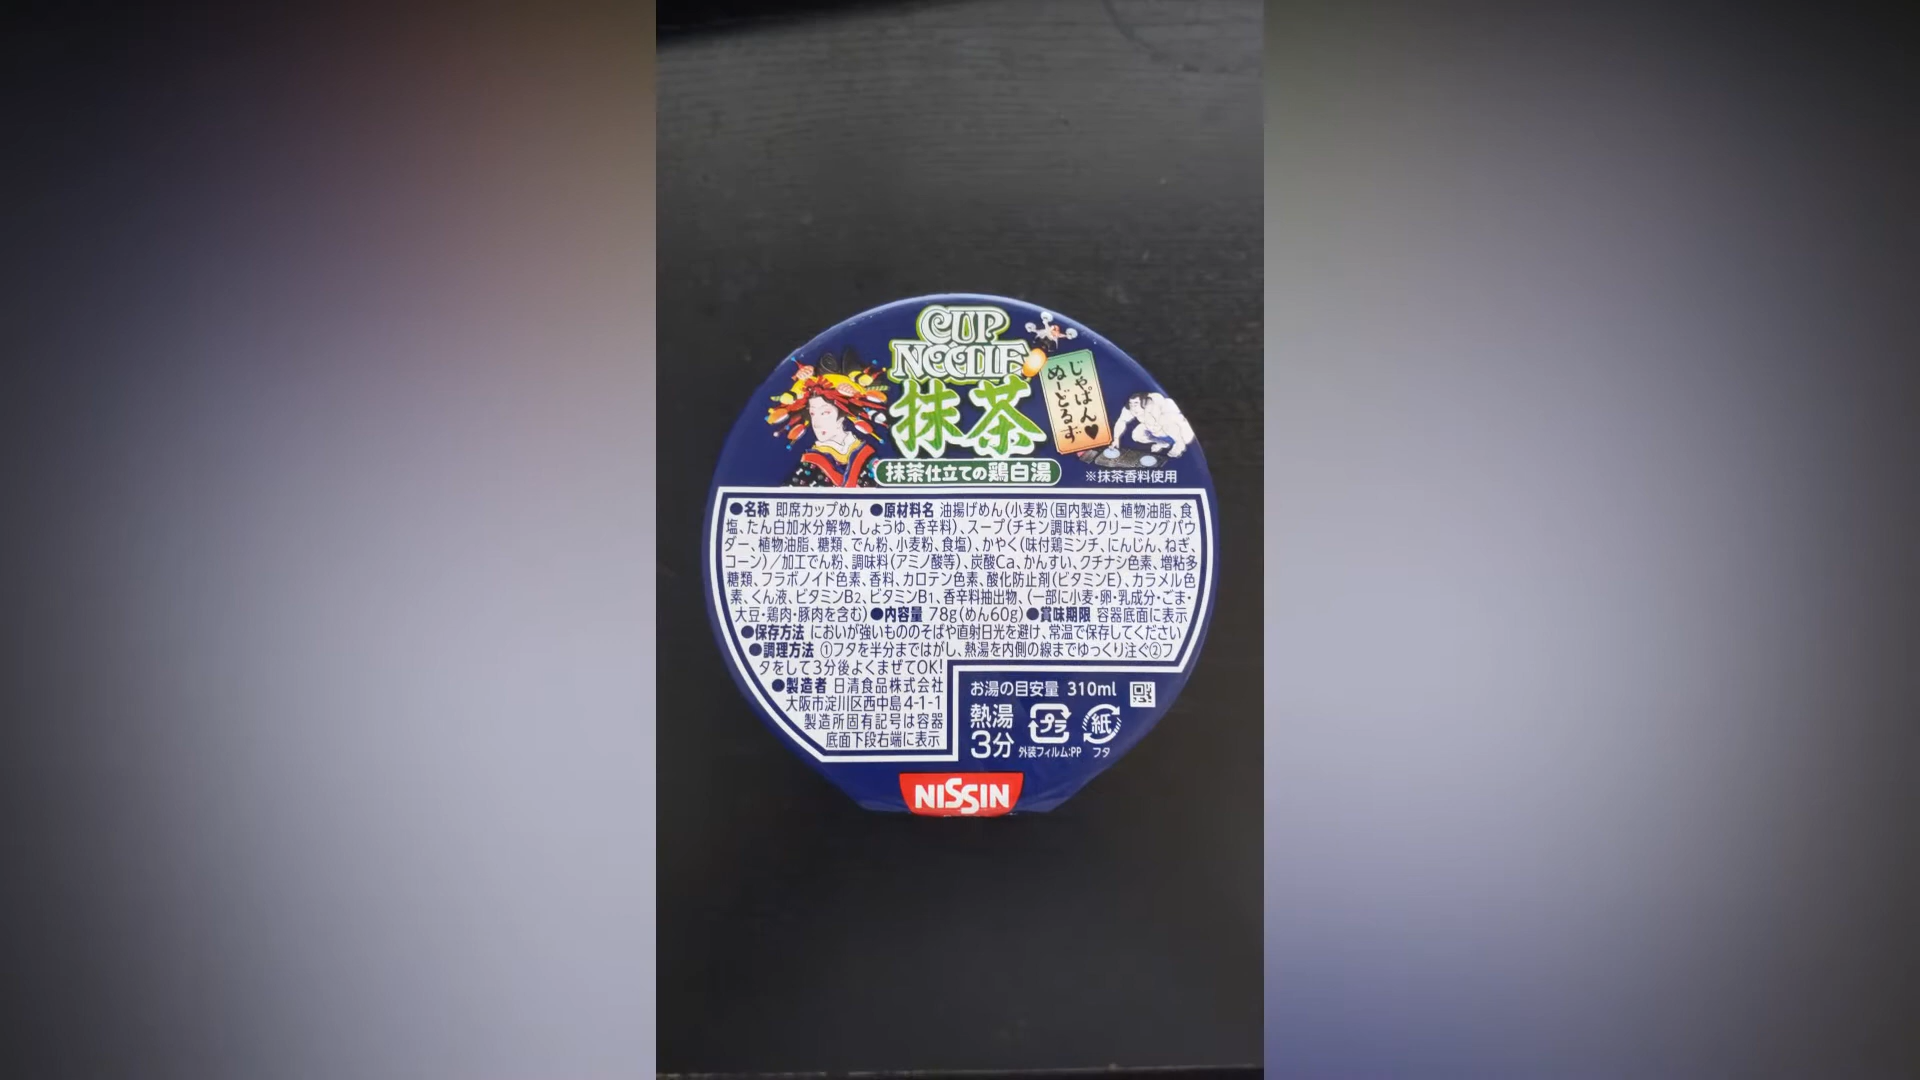 CUP
NOODLE
抹茶
じゃぱん♥
ぬーどるず
抹茶仕立ての鶏白湯
※抹茶香料使用
●名称 即席カップめん ●原材料名 油揚げめん(小麦粉(国内製造)、植物油脂、食
塩、たん白加水分解物、しょうゆ、香辛料)、スープ(チキン調味料、クリーミングパウ
ダー、植物油脂、糖類、でん粉、小麦粉、食塩)、かやく(味付鶏ミンチ、にんじん、ねぎ、
コーン)/加工でん粉、調味料(アミノ酸等)、炭酸Ca、かんすい、クチナシ色素、増粘多
糖類、フラボノイド色素、香料、カロテン色素、酸化防止剤(ビタミンE)、カラメル色
素、くん液、ビタミンB2、ビタミンB1、香辛料抽出物、(一部に小麦・卵・乳成分・ごま・
大豆・鶏肉・豚肉を含む) ●内容量 78g(めん60g) ●賞味期限 容器底面に表示
●保存方法 においが強いもののそばや直射日光を避け、常温で保存してください
●調理方法 ①フタを半分まではがし、熱湯を内側の線までゆっくり注ぐ②フ
タをして3分後よくまぜてOK!
●製造者 日清食品株式会社
大阪市淀川区西中島4-1-1
製造所固有記号は容器
底面下段右端に表示
お湯の目安量 310ml
熱湯
3分
プラ
外装フィルム:PP
紙
フタ
NISSIN